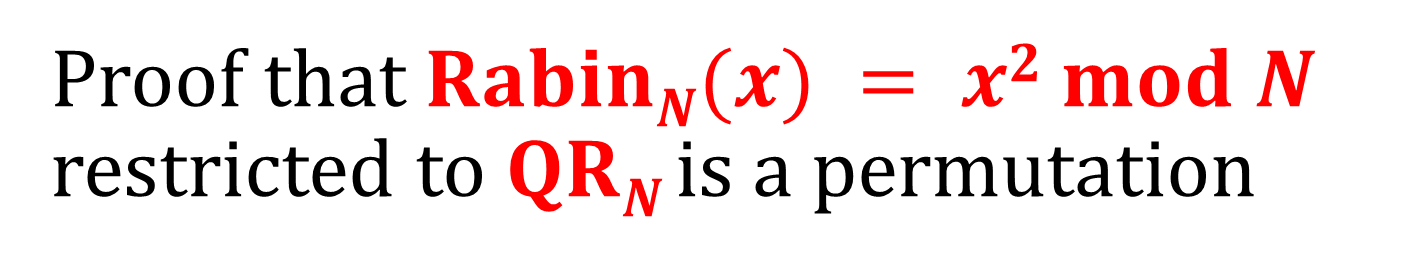 Proof that Rabin_N(x) = x² mod N
restricted to QR_N is a permutation